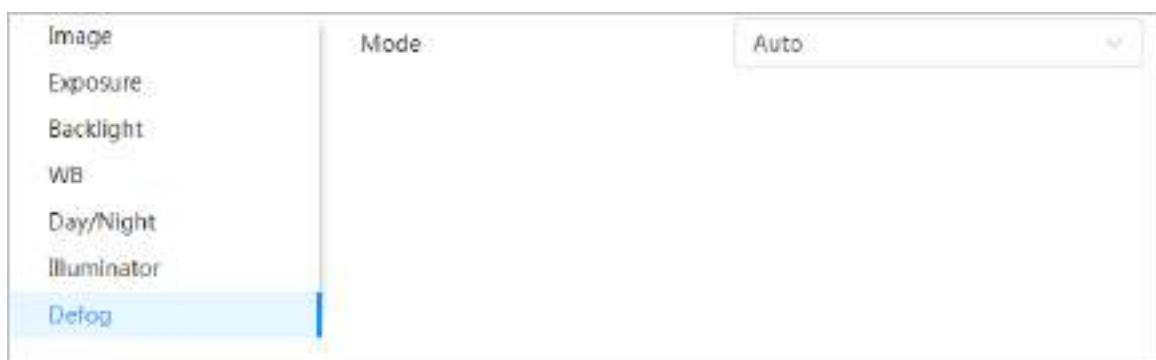 Image
Mode
Auto
Exposure
Backlight
WB
Day/Night
Illuminator
Defog